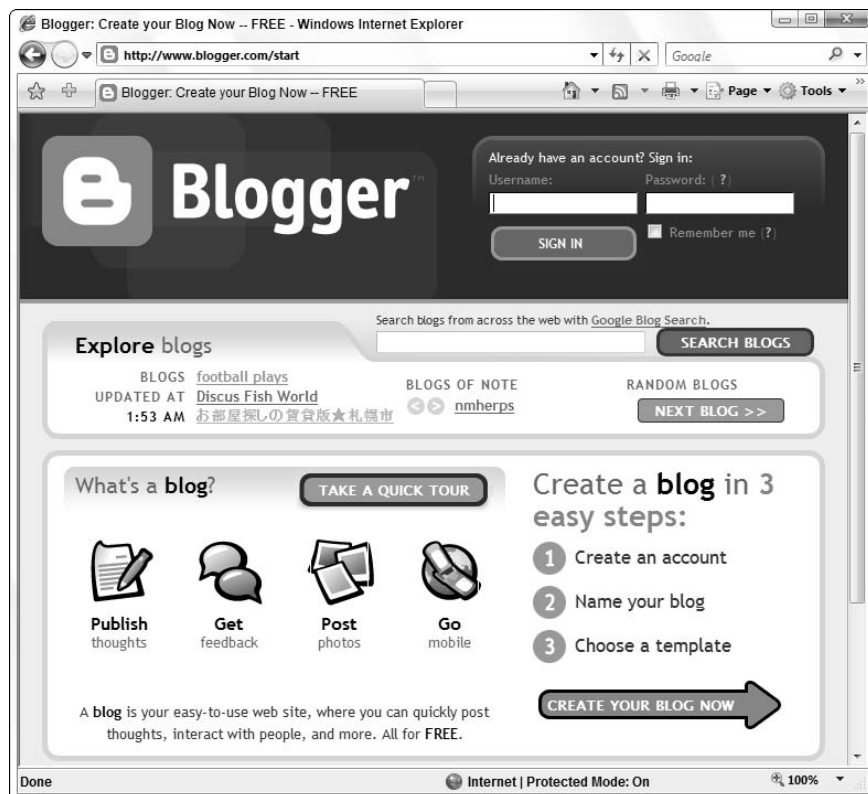 Blogger: Create your Blog Now -- FREE - Windows Internet Explorer
http://www.blogger.com/start
Google
Blogger: Create your Blog Now -- FREE
Page
Tools
Blogger™
Already have an account? Sign in:
Username:
Password: (?)
SIGN IN
Remember me (?)
Search blogs from across the web with Google Blog Search.
Explore blogs
SEARCH BLOGS
BLOGS
UPDATED AT
1:53 AM
football plays
Discus Fish World
お部屋探しの賃貸版★札幌市
BLOGS OF NOTE
nmherps
RANDOM BLOGS
NEXT BLOG >>
What's a blog?
TAKE A QUICK TOUR
Publish
thoughts
Get
feedback
Post
photos
Go
mobile
A blog is your easy-to-use web site, where you can quickly post
thoughts, interact with people, and more. All for FREE.
Create a blog in 3
easy steps:
1 Create an account
2 Name your blog
3 Choose a template
CREATE YOUR BLOG NOW
Done
Internet | Protected Mode: On
100%